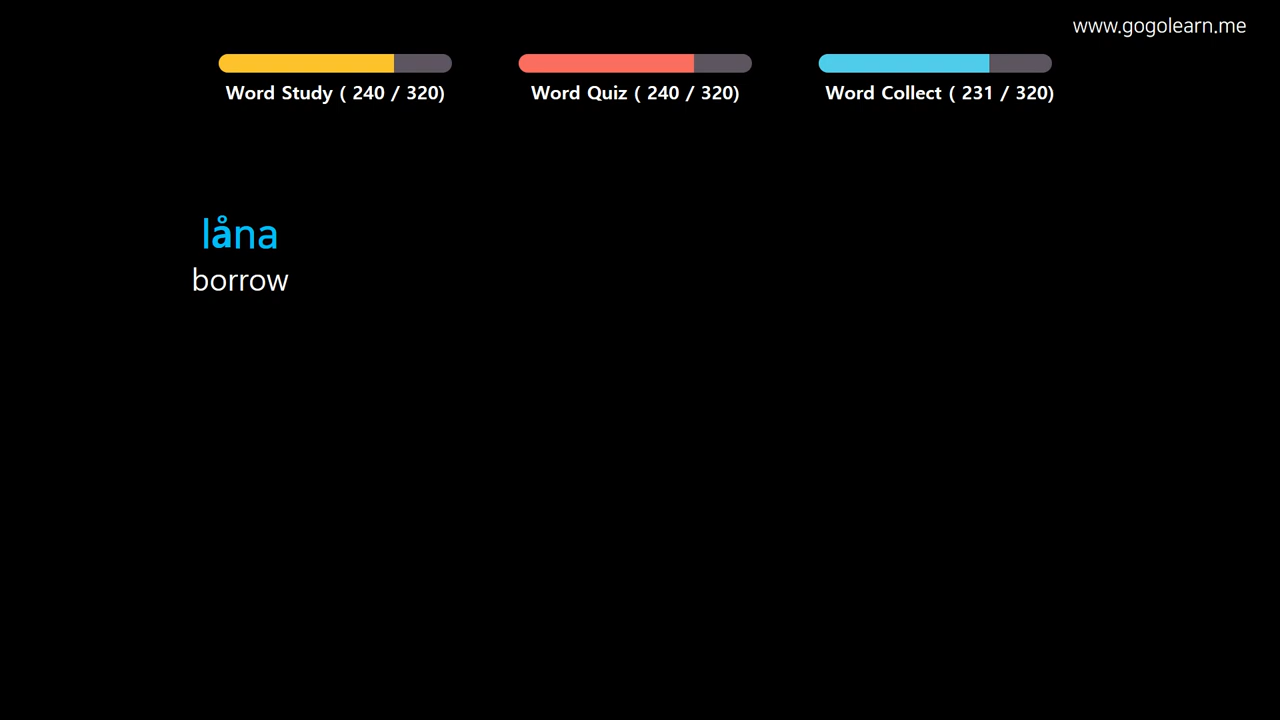 www.gogolearn.me
Word Study ( 240 / 320)
Word Quiz ( 240 / 320)
Word Collect ( 231 / 320)
låna
borrow